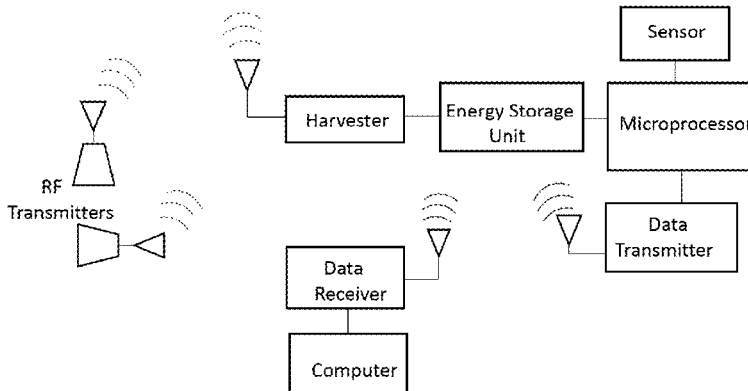 Sensor
Harvester
Energy Storage
Unit
Microprocessor
RF
Transmitters
Data
Transmitter
Data
Receiver
Computer